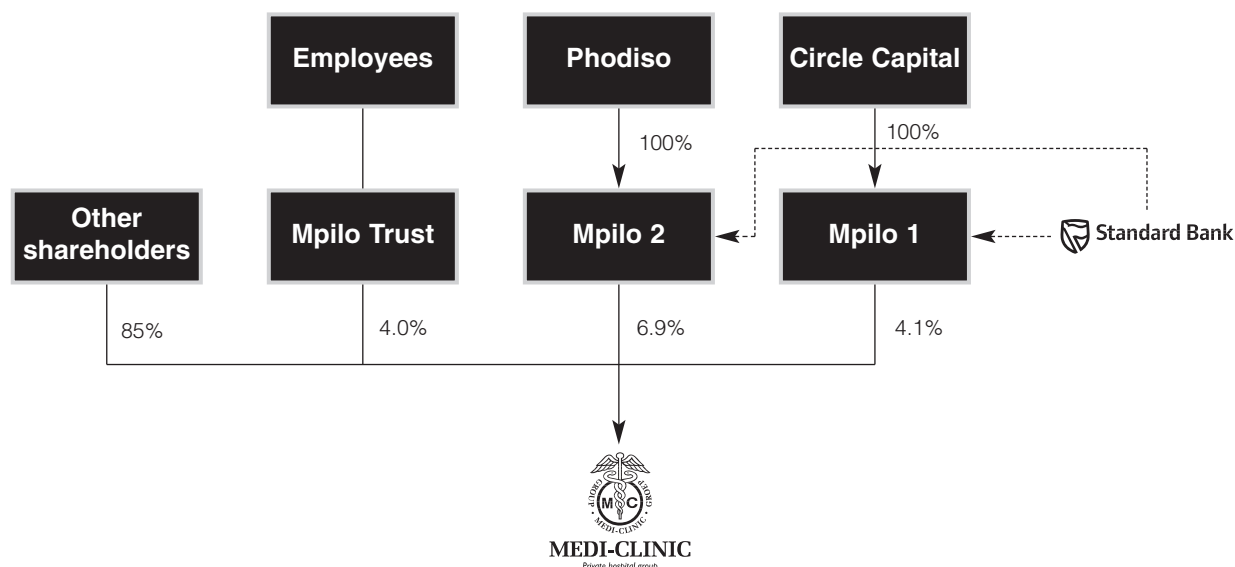 Employees
Phodiso
Circle Capital
100%
100%
Other
shareholders
Mpilo Trust
Mpilo 2
Mpilo 1
Standard Bank
85%
4.0%
6.9%
4.1%
GROUP · MEDI-CLINIC · GROEP
M C
MEDI-CLINIC
Private hospital group